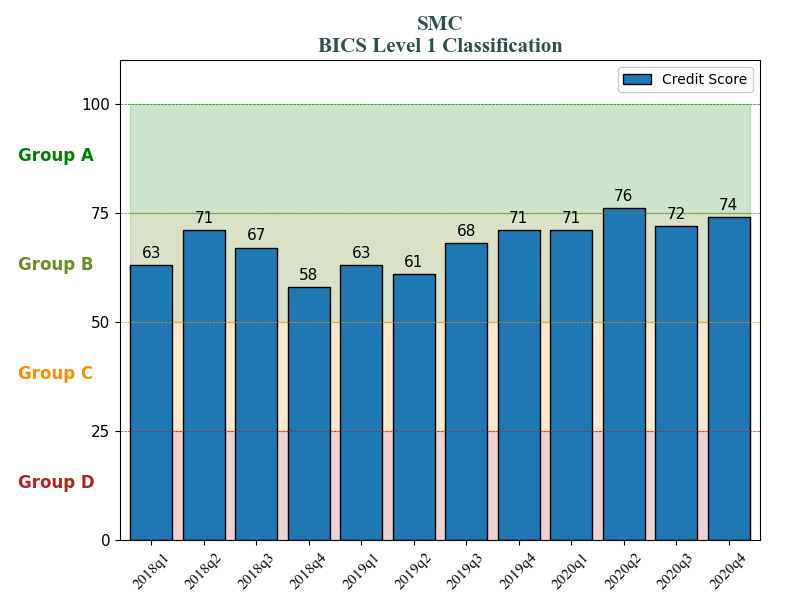 SMC
BICS Level 1 Classification
Credit Score
100
Group A
75
Group B
50
Group C
25
Group D
0
63
71
67
58
63
61
68
71
71
76
72
74
2018q1
2018q2
2018q3
2018q4
2019q1
2019q2
2019q3
2019q4
2020q1
2020q2
2020q3
2020q4